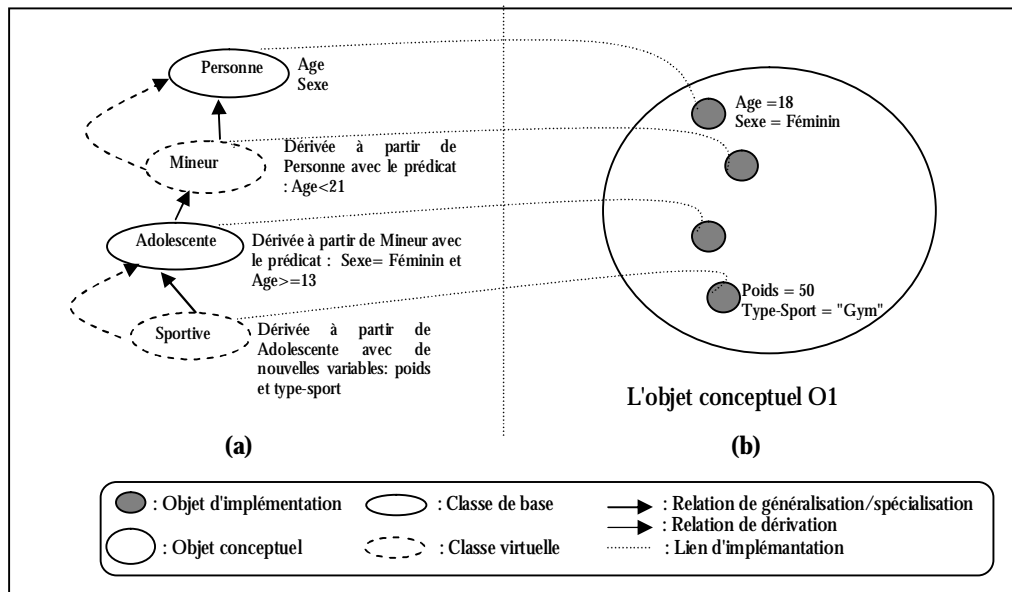 Personne
Age
Sexe
Mineur
Dérivée à partir de
Personne avec le prédicat
: Age<21
Adolescente
Dérivée à partir de Mineur avec
le prédicat : Sexe= Féminin et
Age>=13
Sportive
Dérivée à partir de
Adolescente avec de
nouvelles variables: poids
et type-sport
(a)
Age =18
Sexe = Féminin
Poids = 50
Type-Sport = "Gym"
L'objet conceptuel O1
(b)
: Objet d'implémentation
: Classe de base
: Relation de généralisation/spécialisation
: Relation de dérivation
: Objet conceptuel
: Classe virtuelle
: Lien d'implémantation